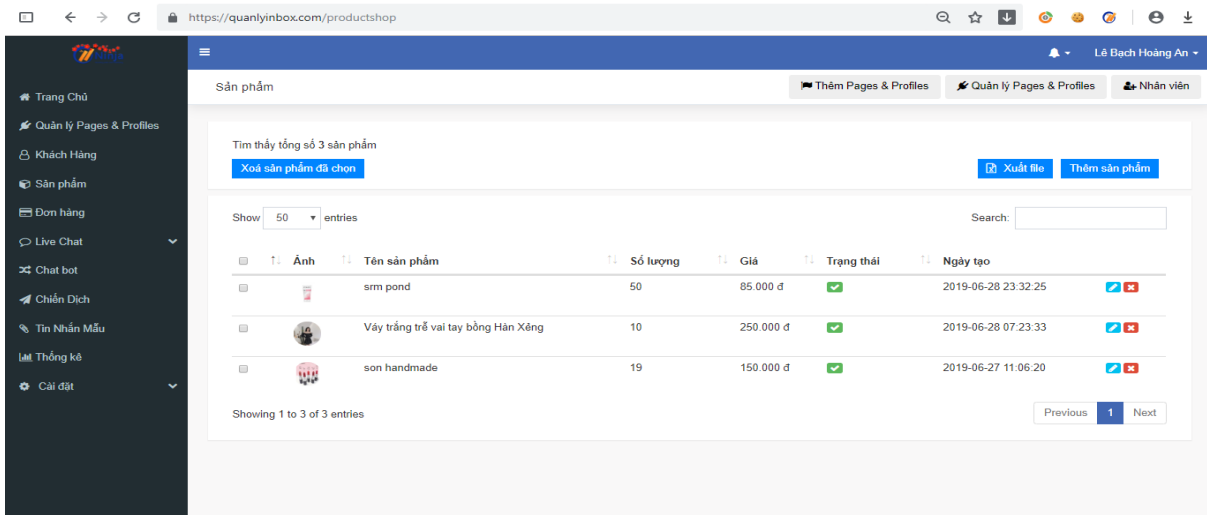 https://quanlyinbox.com/productshop
Lê Bạch Hoàng An
Sản phẩm
Thêm Pages & Profiles
Quản lý Pages & Profiles
Nhân viên
Trang Chủ
Quản lý Pages & Profiles
Khách Hàng
Sản phẩm
Đơn hàng
Live Chat
Chat bot
Chiến Dịch
Tin Nhắn Mẫu
Thống kê
Cài đặt
Tìm thấy tổng số 3 sản phẩm
Xoá sản phẩm đã chọn
Xuất file
Thêm sản phẩm
Show 50 entries
Search:
Ảnh Tên sản phẩm Số lượng Giá Trạng thái Ngày tạo
srm pond 50 85.000 đ 2019-06-28 23:32:25
Váy trắng trễ vai tay bồng Hàn Xẻng 10 250.000 đ 2019-06-28 07:23:33
son handmade 19 150.000 đ 2019-06-27 11:06:20
Showing 1 to 3 of 3 entries
Previous 1 Next